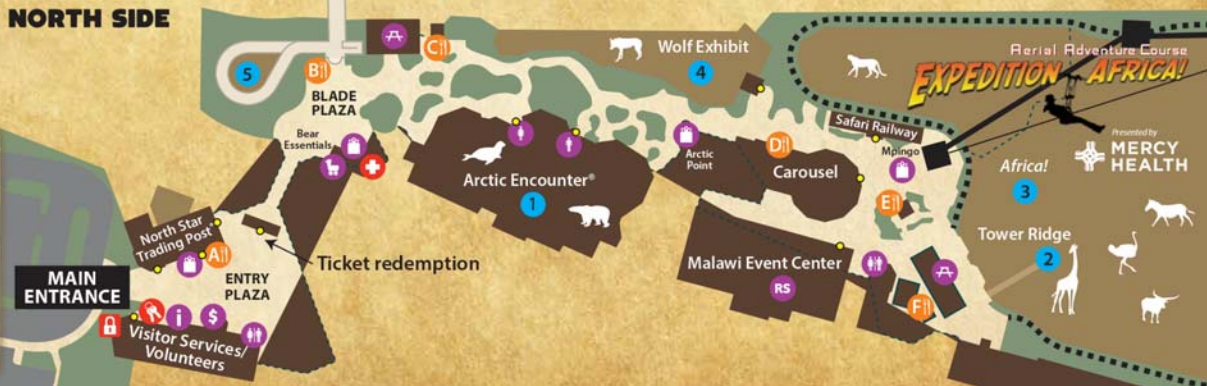 NORTH SIDE
5
B
C
BLADE
PLAZA
Bear
Essentials
Wolf Exhibit
4
Aerial Adventure Course
EXPEDITION AFRICA!
Presented by
MERCY
HEALTH
Safari Railway
Mpingo
Africa!
3
Arctic Encounter®
1
Arctic
Point
D
Carousel
E
Tower Ridge
2
North Star
Trading Post
A
Ticket redemption
ENTRY
PLAZA
MAIN
ENTRANCE
Malawi Event Center
RS
F
i
$
Visitor Services/
Volunteers